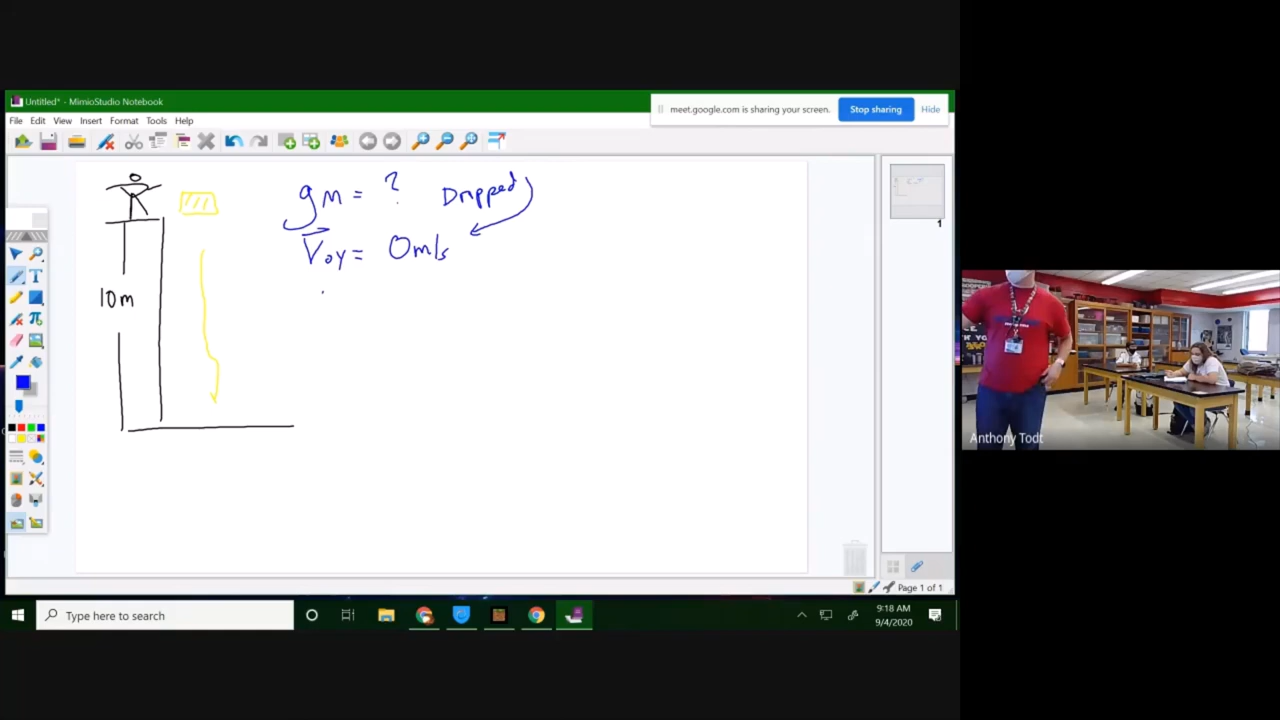 Untitled* - MimioStudio Notebook
meet.google.com is sharing your screen.
Stop sharing
Hide
File Edit View Insert Format Tools Help
gm = ? Dropped
Voy = 0m/s
10m
1
Anthony Todt
Page 1 of 1
Type here to search
9:18 AM
9/4/2020